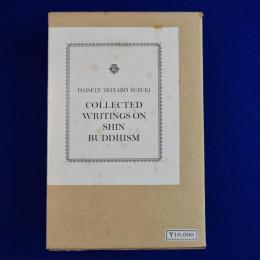 DAISETZ TEITARO SUZUKI
COLLECTED
WRITINGS ON
SHIN
BUDDHISM
¥10,000